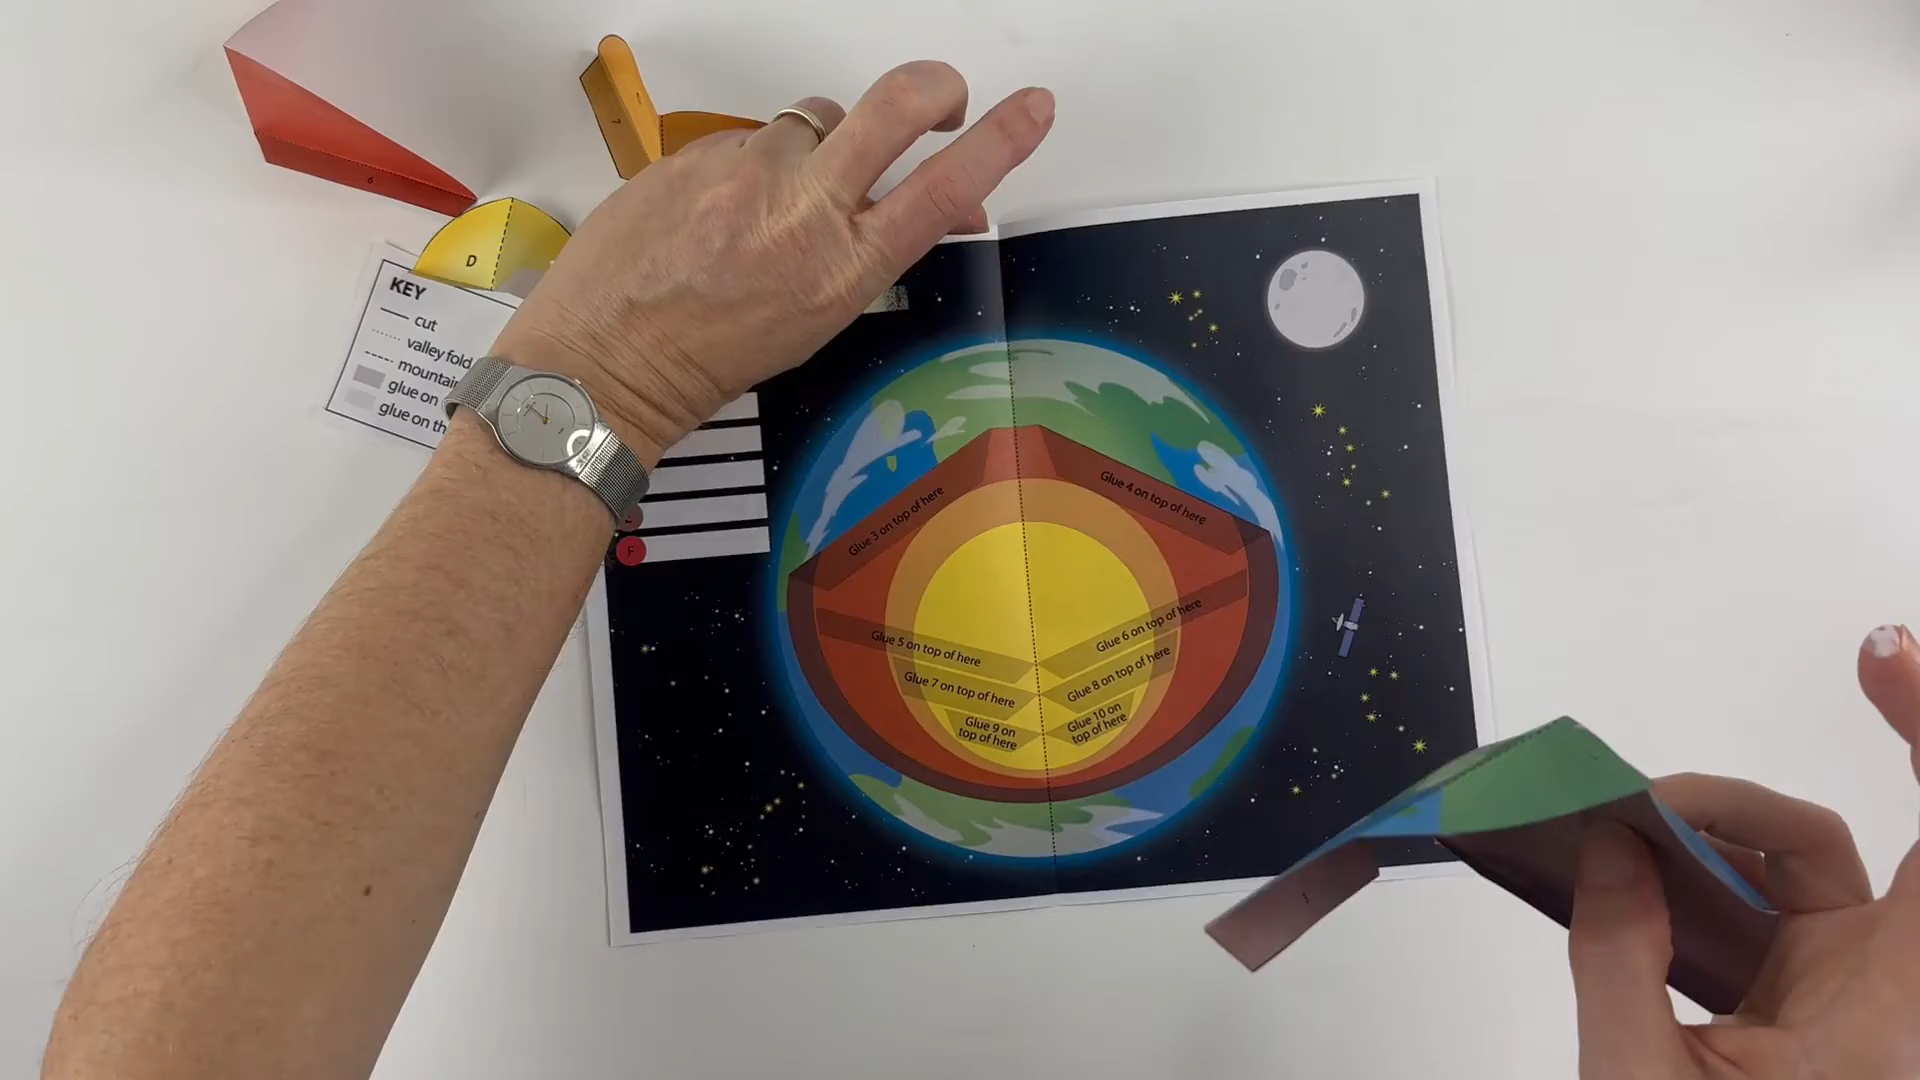 7
6
D
KEY
cut
valley fold
mountain
glue on
glue on th
F
Glue 3 on top of here
Glue 4 on top of here
Glue 5 on top of here
Glue 6 on top of here
Glue 7 on top of here
Glue 8 on top of here
Glue 9 on
top of here
Glue 10 on
top of here